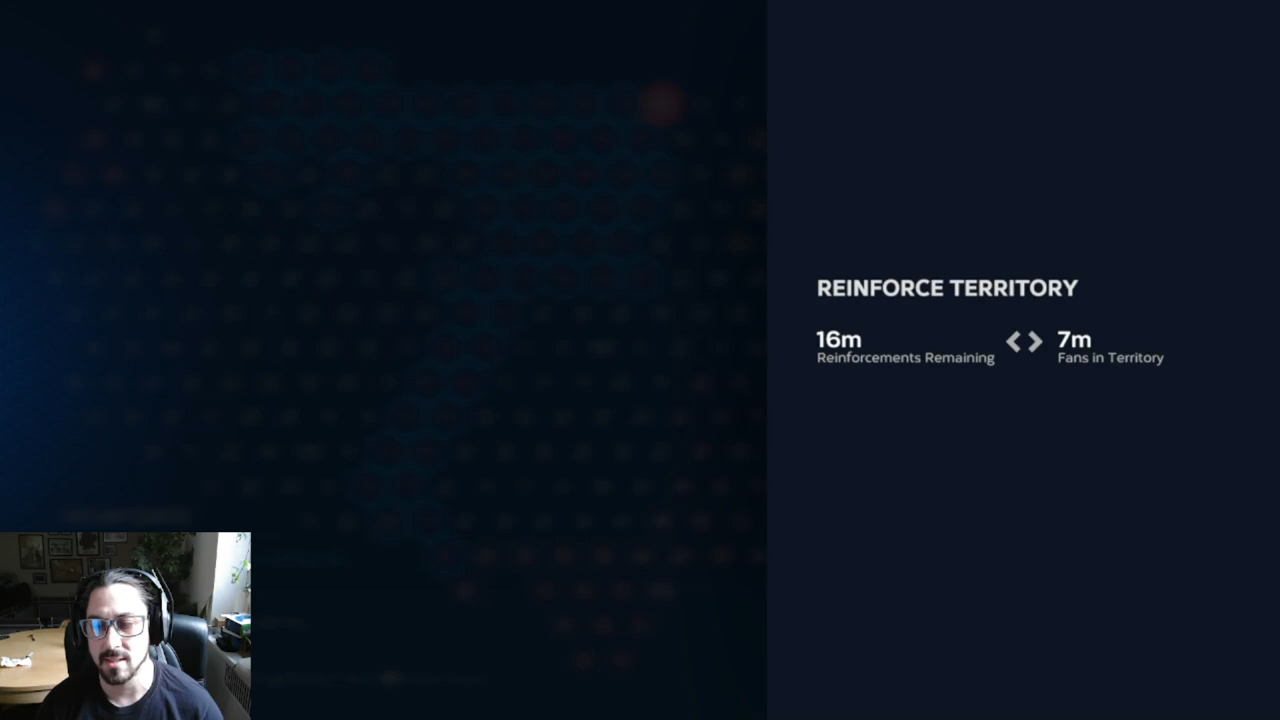 REINFORCE TERRITORY
16m
Reinforcements Remaining
7m
Fans in Territory